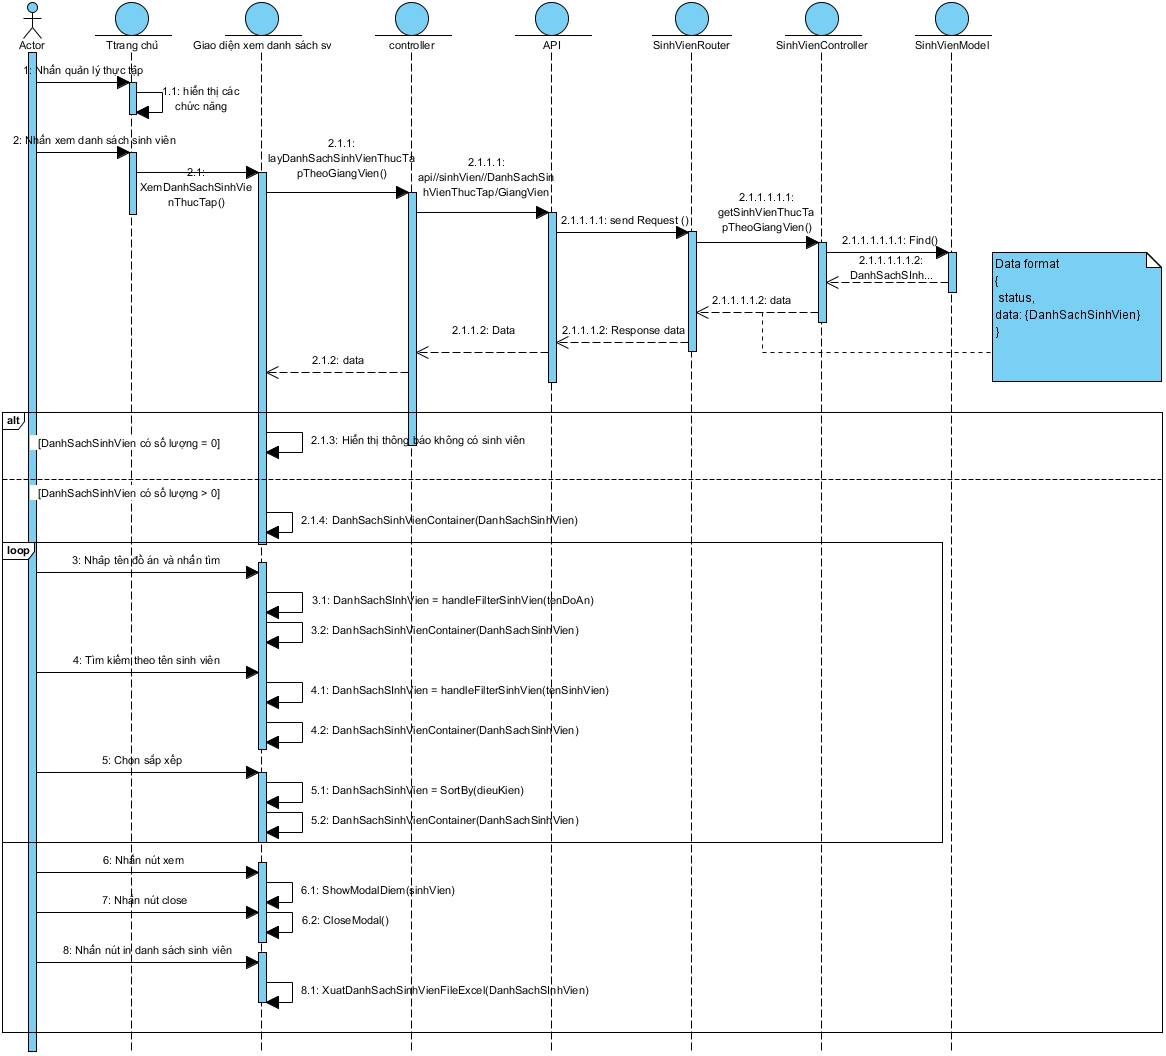 Actor
Ttrang chủ
Giao diện xem danh sách sv
controller
API
SinhVienRouter
SinhVienController
SinhVienModel
1: Nhấn quản lý thực tập
1.1: hiển thị các
chức năng
2: Nhấn xem danh sách sinh viên
2.1:
XemDanhSachSinhVie
nThucTap()
2.1.1:
layDanhSachSinhVienThucTa
pTheoGiangVien()
2.1.1.1:
api//sinhVien//DanhSachSin
hVienThucTap/GiangVien
2.1.1.1.1: send Request ()
2.1.1.1.1.1:
getSinhVienThucTa
pTheoGiangVien()
2.1.1.1.1.1.1: Find()
2.1.1.1.1.1.2:
DanhSachSInh...
2.1.1.1.1.2: data
2.1.1.1.2: Response data
2.1.1.2: Data
2.1.2: data
Data format
{
status,
data: {DanhSachSinhVien}
}
alt
[DanhSachSinhVien có số lượng = 0]
2.1.3: Hiển thị thông báo không có sinh viên
[DanhSachSinhVien có số lượng > 0]
2.1.4: DanhSachSinhVienContainer(DanhSachSinhVien)
loop
3: Nhâp tên đồ án và nhấn tìm
3.1: DanhSachSInhVien = handleFilterSinhVien(tenDoAn)
3.2: DanhSachSinhVienContainer(DanhSachSinhVien)
4: Tìm kiếm theo tên sinh viên
4.1: DanhSachSInhVien = handleFilterSinhVien(tenSinhVien)
4.2: DanhSachSinhVienContainer(DanhSachSinhVien)
5: Chọn sắp xếp
5.1: DanhSachSinhVien = SortBy(dieuKien)
5.2: DanhSachSinhVienContainer(DanhSachSinhVien)
6: Nhấn nút xem
6.1: ShowModalDiem(sinhVien)
7: Nhấn nút close
6.2: CloseModal()
8: Nhấn nút in danh sách sinh viên
8.1: XuatDanhSachSinhVienFileExcel(DanhSachSInhVien)